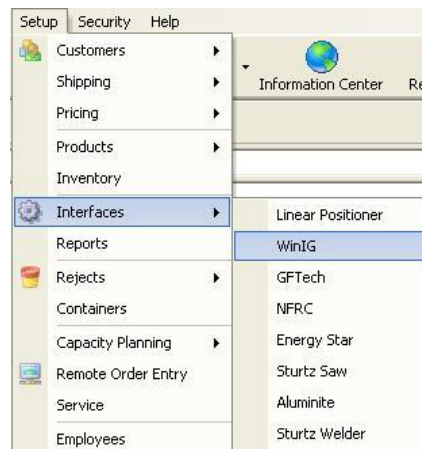 Setup Security Help
Customers
Shipping
Pricing
Products
Inventory
Interfaces
Reports
Rejects
Containers
Capacity Planning
Remote Order Entry
Service
Employees
Information Center Re
Linear Positioner
WinIG
GFTech
NFRC
Energy Star
Sturtz Saw
Aluminite
Sturtz Welder